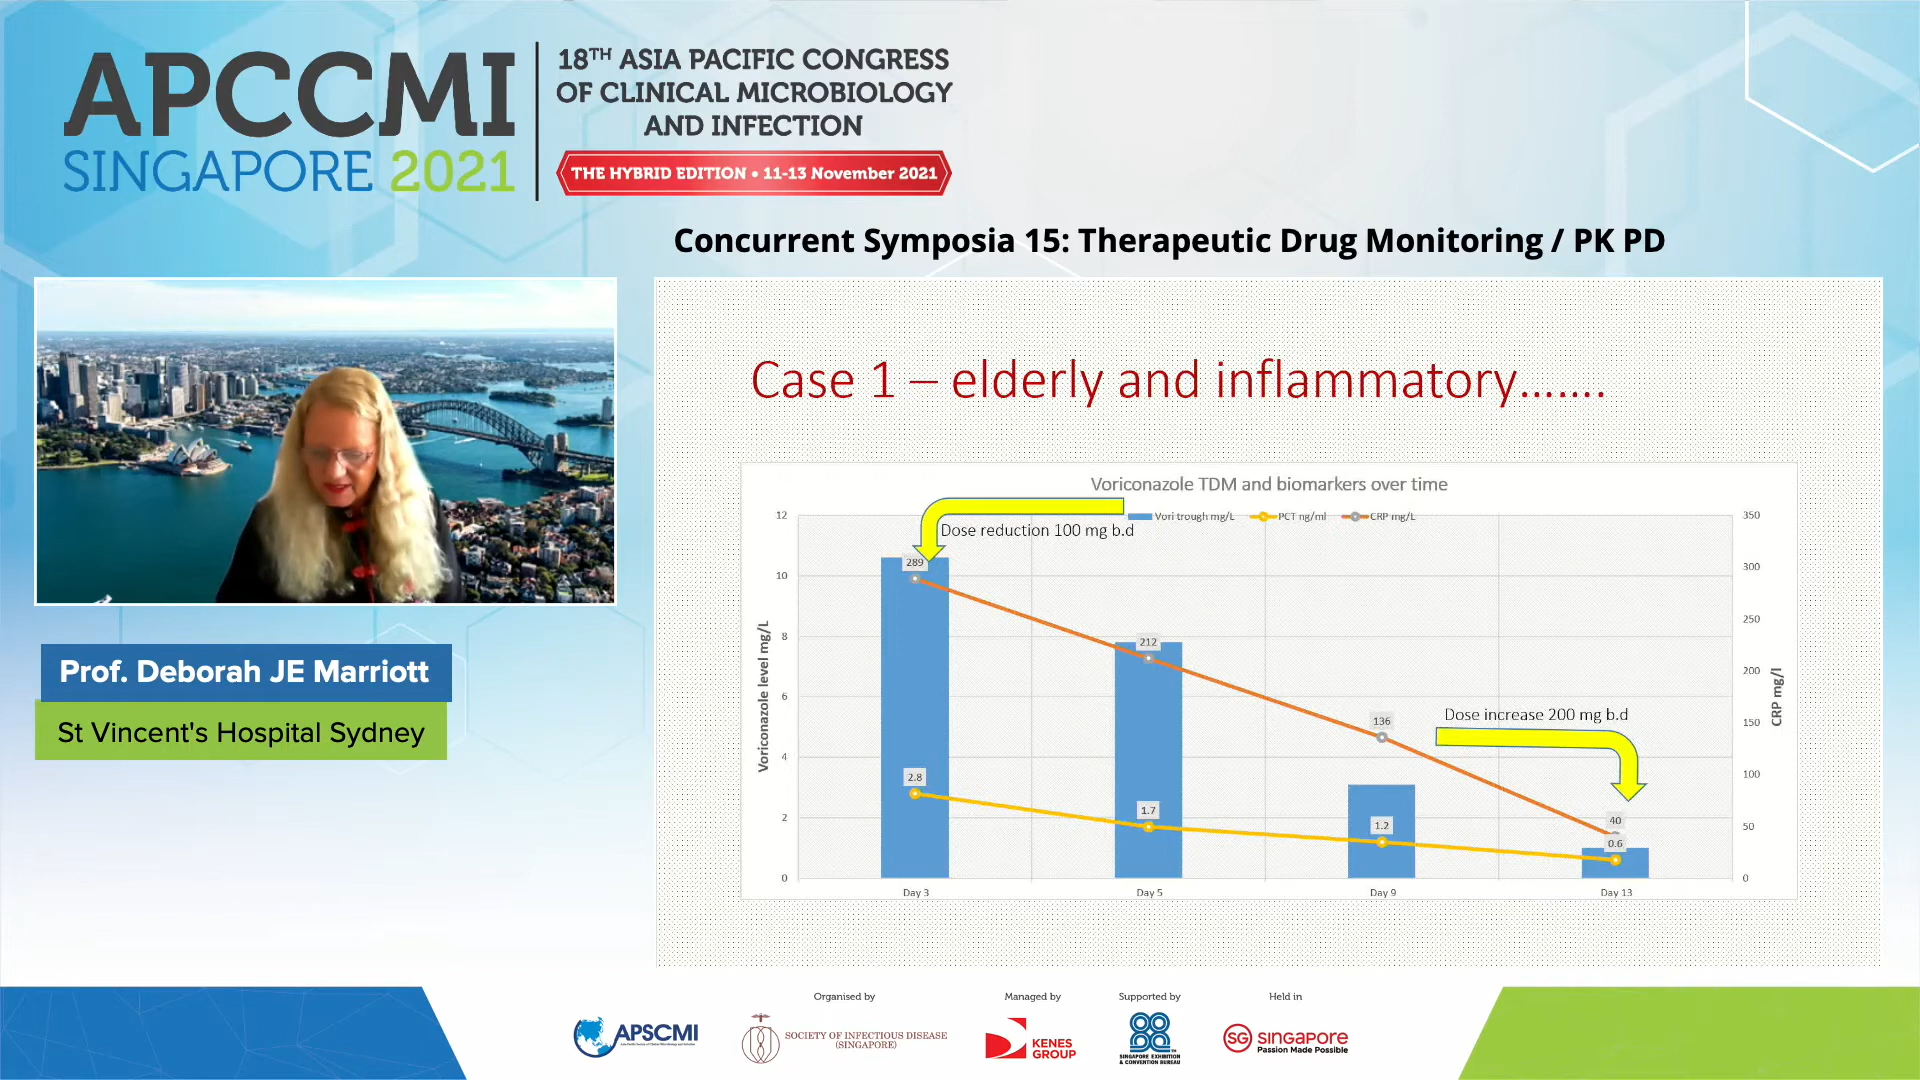 APCCMI
SINGAPORE 2021
18TH ASIA PACIFIC CONGRESS
OF CLINICAL MICROBIOLOGY
AND INFECTION
THE HYBRID EDITION • 11-13 November 2021
Concurrent Symposia 15: Therapeutic Drug Monitoring / PK PD
Prof. Deborah JE Marriott
St Vincent's Hospital Sydney
Case 1 – elderly and inflammatory.......
Voriconazole TDM and biomarkers over time
Vori trough mg/L PCT ng/ml CRP mg/L
Dose reduction 100 mg b.d
Dose increase 200 mg b.d
Voriconazole level mg/L
12
10
8
6
4
2
0
289
212
136
40
2.8
1.7
1.2
0.6
350
300
250
200
150
100
50
0
CRP mg/l
Day 3 Day 5 Day 9 Day 13
Organised by
Managed by
Supported by
Held in
APSCMI
SOCIETY OF INFECTIOUS DISEASE
(SINGAPORE)
KENES
GROUP
SINGAPORE EXHIBITION
& CONVENTION BUREAU
SG SINGAPORE
Passion Made Possible